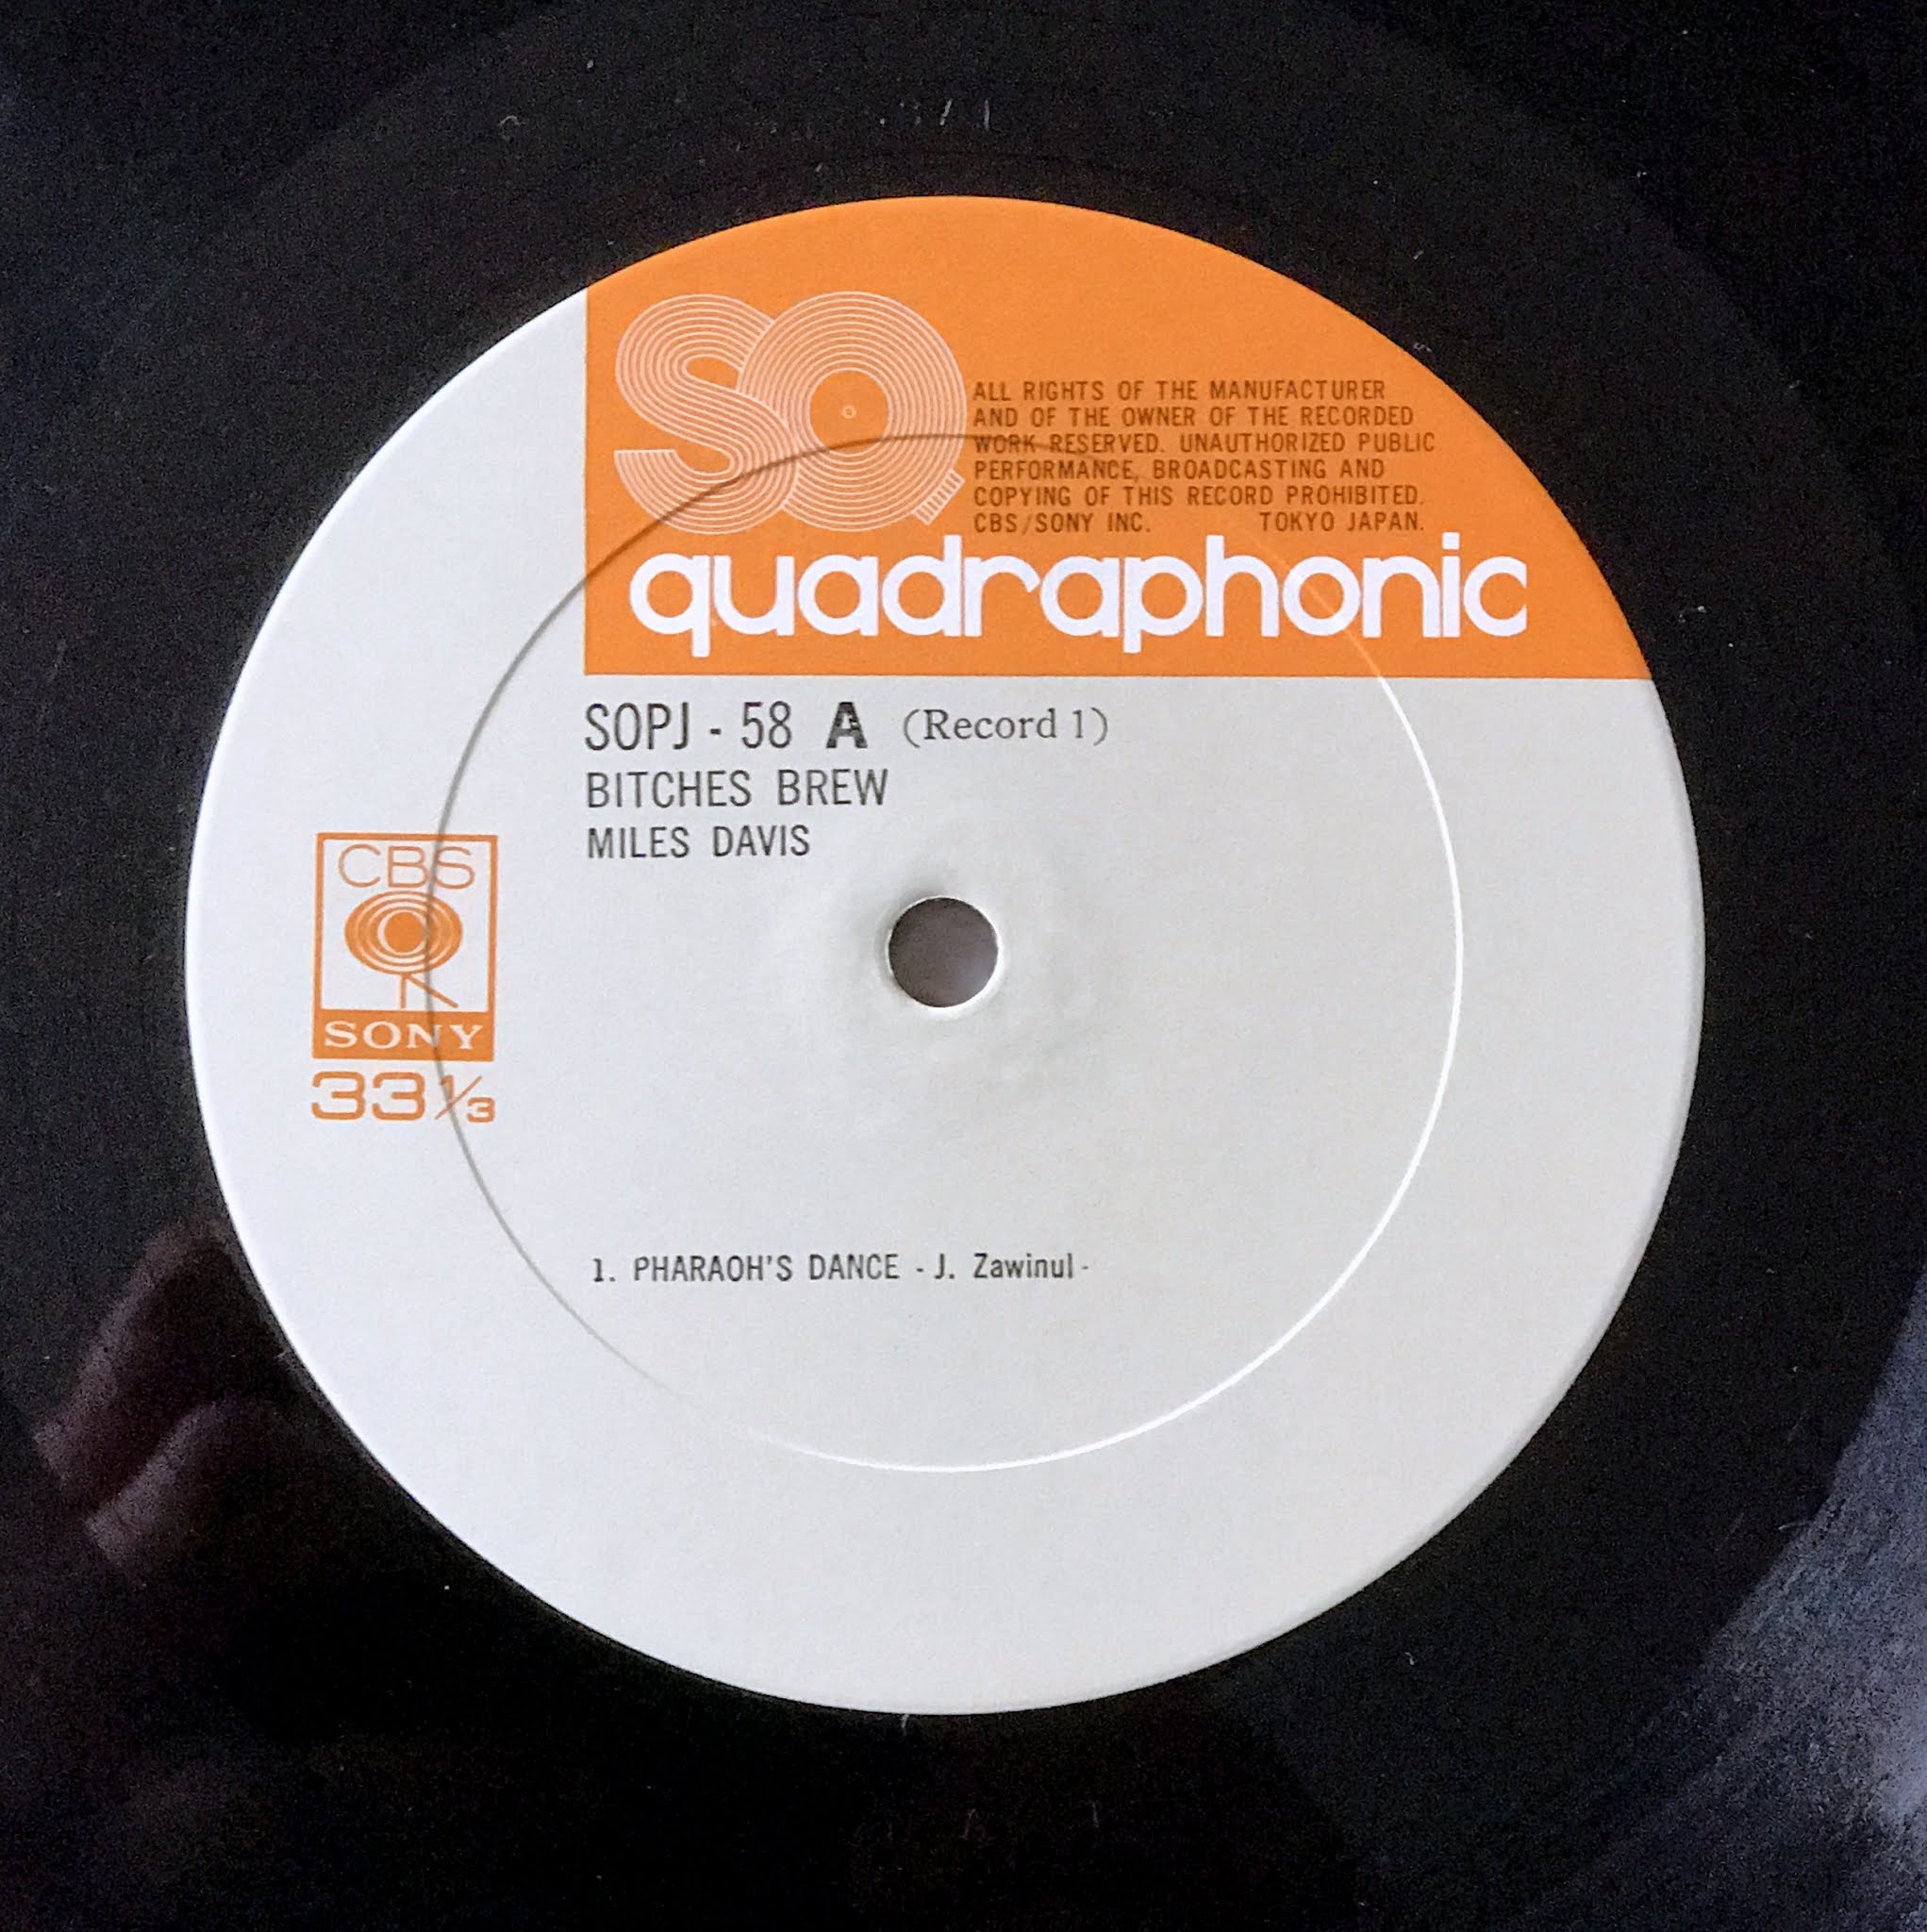 SQ
ALL RIGHTS OF THE MANUFACTURER
AND OF THE OWNER OF THE RECORDED
WORK RESERVED. UNAUTHORIZED PUBLIC
PERFORMANCE, BROADCASTING AND
COPYING OF THIS RECORD PROHIBITED.
CBS/SONY INC. TOKYO JAPAN.
quadraphonic
SOPJ - 58 A (Record 1)
BITCHES BREW
MILES DAVIS
CBS
SONY
33 1/3
1. PHARAOH'S DANCE - J. Zawinul -